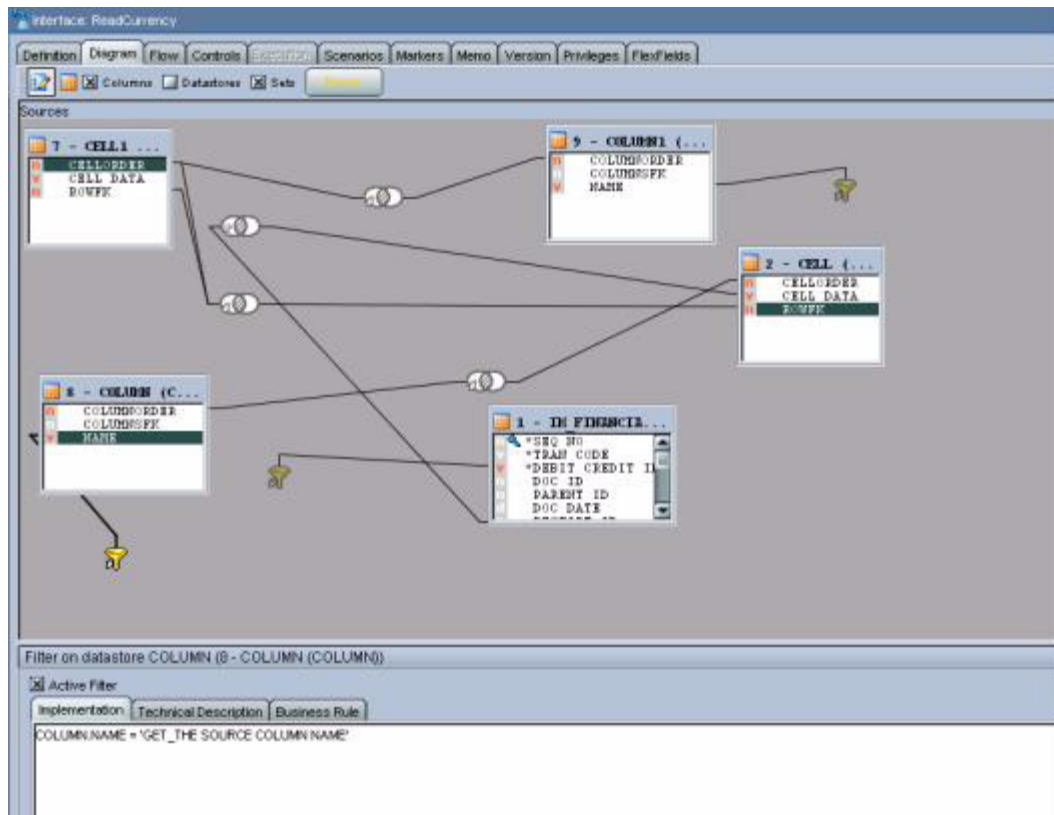 Interface: ReadCurrency
Definition Diagram Flow Controls Execution Scenarios Markers Memo Version Privileges FlexFields
Columns Datastores Sets
Sources
7 - CELL1 ...
CELLORDER
CELL DATA
ROWFK
9 - COLUMN1 (...
COLUMNORDER
COLUMNSFK
NAME
2 - CELL (...
CELLORDER
CELL DATA
ROWFK
8 - COLUMN (C...
COLUMNORDER
COLUMNSFK
NAME
1 - IN_FINANCIA...
*SEQ NO
*TRAN CODE
*DEBIT CREDIT I
DOC ID
PARENT ID
DOC DATE
Filter on datastore COLUMN (8 - COLUMN (COLUMN))
Active Filter
Implementation Technical Description Business Rule
COLUMN.NAME = 'GET_THE SOURCE COLUMN NAME'